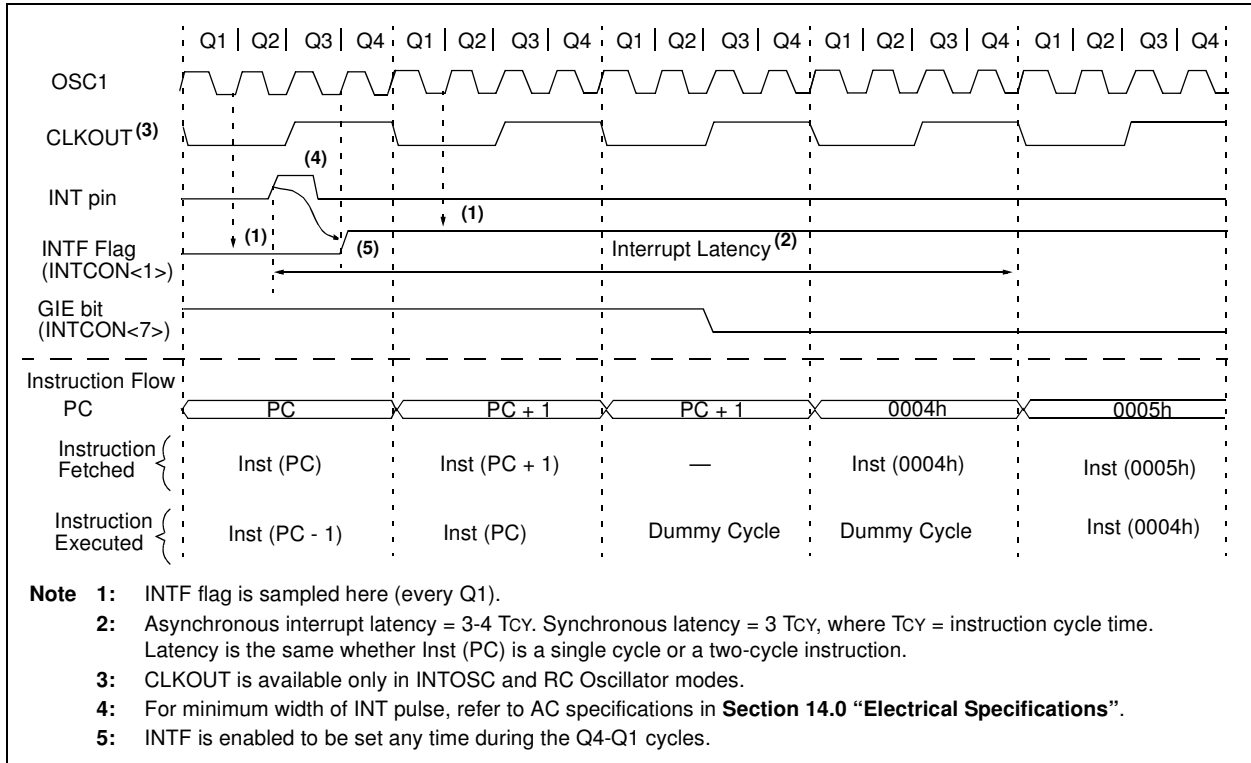 Q1 | Q2 | Q3 | Q4 Q1 | Q2 | Q3 | Q4 Q1 | Q2 | Q3 | Q4 Q1 | Q2 | Q3 | Q4 Q1 | Q2 | Q3 | Q4
OSC1
CLKOUT(3)
(4)
INT pin
(1)
(1)
(5)
INTF Flag
(INTCON<1>)
Interrupt Latency(2)
GIE bit
(INTCON<7>)
Instruction Flow
PC PC PC + 1 PC + 1 0004h 0005h
Instruction
Fetched
Inst (PC) Inst (PC + 1) — Inst (0004h) Inst (0005h)
Instruction
Executed
Inst (PC - 1) Inst (PC) Dummy Cycle Dummy Cycle Inst (0004h)
Note 1: INTF flag is sampled here (every Q1).
2: Asynchronous interrupt latency = 3-4 TCY. Synchronous latency = 3 TCY, where TCY = instruction cycle time.
Latency is the same whether Inst (PC) is a single cycle or a two-cycle instruction.
3: CLKOUT is available only in INTOSC and RC Oscillator modes.
4: For minimum width of INT pulse, refer to AC specifications in Section 14.0 “Electrical Specifications”.
5: INTF is enabled to be set any time during the Q4-Q1 cycles.